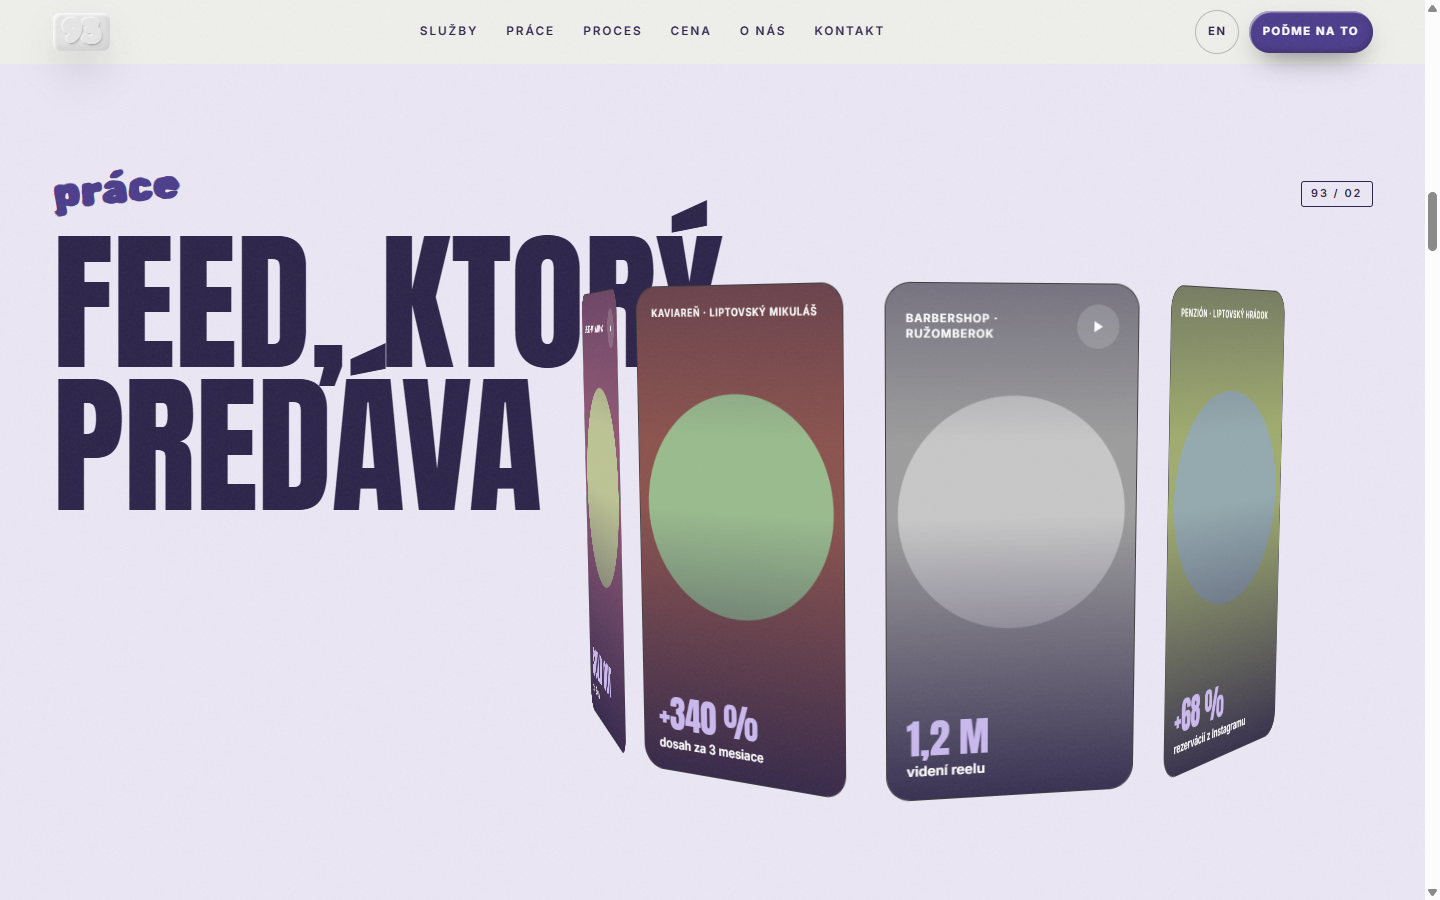 93
SLUŽBY
PRÁCE
PROCES
CENA
O NÁS
KONTAKT
EN
POĎME NA TO
práce
93 / 02
FEED, KTORÝ
PREDÁVA
KAVIAREŇ · LIPTOVSKÝ MIKULÁŠ
+340 %
dosah za 3 mesiace
BARBERSHOP ·
RUŽOMBEROK
1,2 M
videní reelu
PENZIÓN · LIPTOVSKÝ HRÁDOK
+68 %
rezervácií z Instagramu